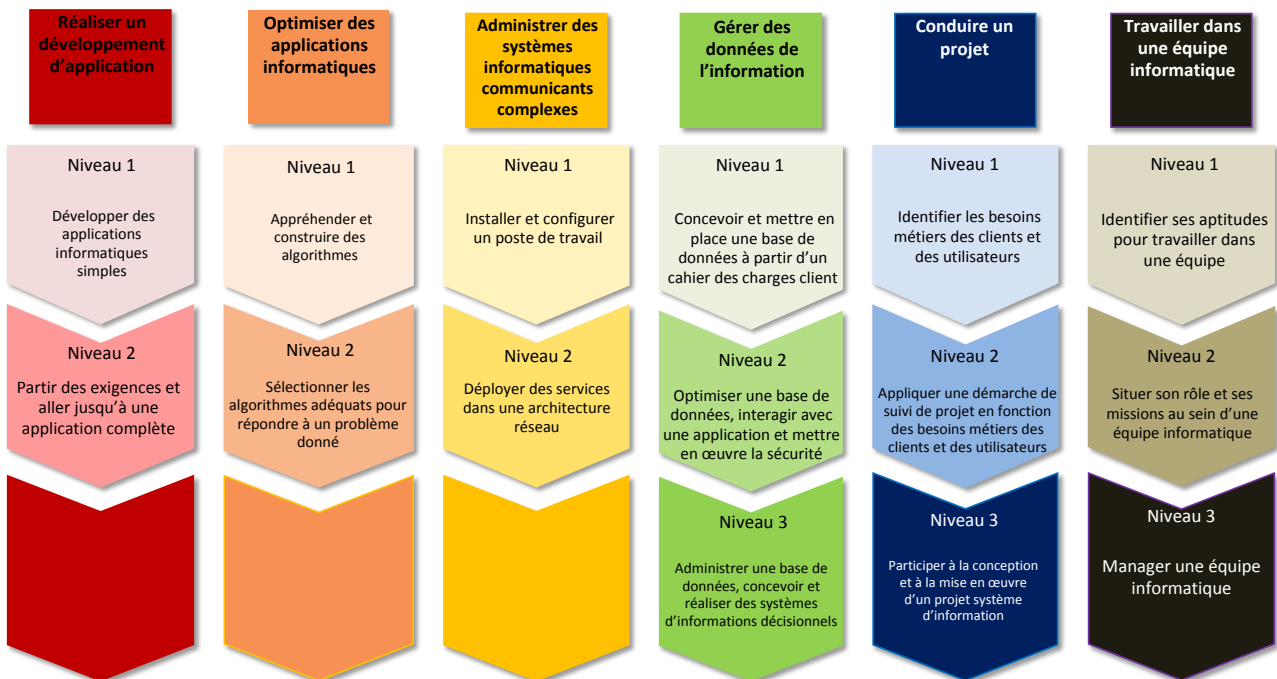 Réaliser un
développement
d'application
Optimiser des
applications
informatiques
Administrer des
systèmes
informatiques
communicants
complexes
Gérer des
données de
l'information
Conduire un
projet
Travailler dans
une équipe
informatique
Niveau 1
Développer des
applications
informatiques
simples
Niveau 1
Appréhender et
construire des
algorithmes
Niveau 1
Installer et configurer
un poste de travail
Niveau 1
Concevoir et mettre en
place une base de
données à partir d'un
cahier des charges client
Niveau 1
Identifier les besoins
métiers des clients et
des utilisateurs
Niveau 1
Identifier ses aptitudes
pour travailler dans
une équipe
Niveau 2
Partir des exigences et
aller jusqu'à une
application complète
Niveau 2
Sélectionner les
algorithmes adéquats pour
répondre à un problème
donné
Niveau 2
Déployer des services
dans une architecture
réseau
Niveau 2
Optimiser une base de
données, interagir avec
une application et mettre
en œuvre la sécurité
Niveau 2
Appliquer une démarche de
suivi de projet en fonction
des besoins métiers des
clients et des utilisateurs
Niveau 2
Situer son rôle et ses
missions au sein d'une
équipe informatique
Niveau 3
Administrer une base de
données, concevoir et
réaliser des systèmes
d'informations décisionnels
Niveau 3
Participer à la conception
et à la mise en œuvre
d'un projet système
d'information
Niveau 3
Manager une équipe
informatique